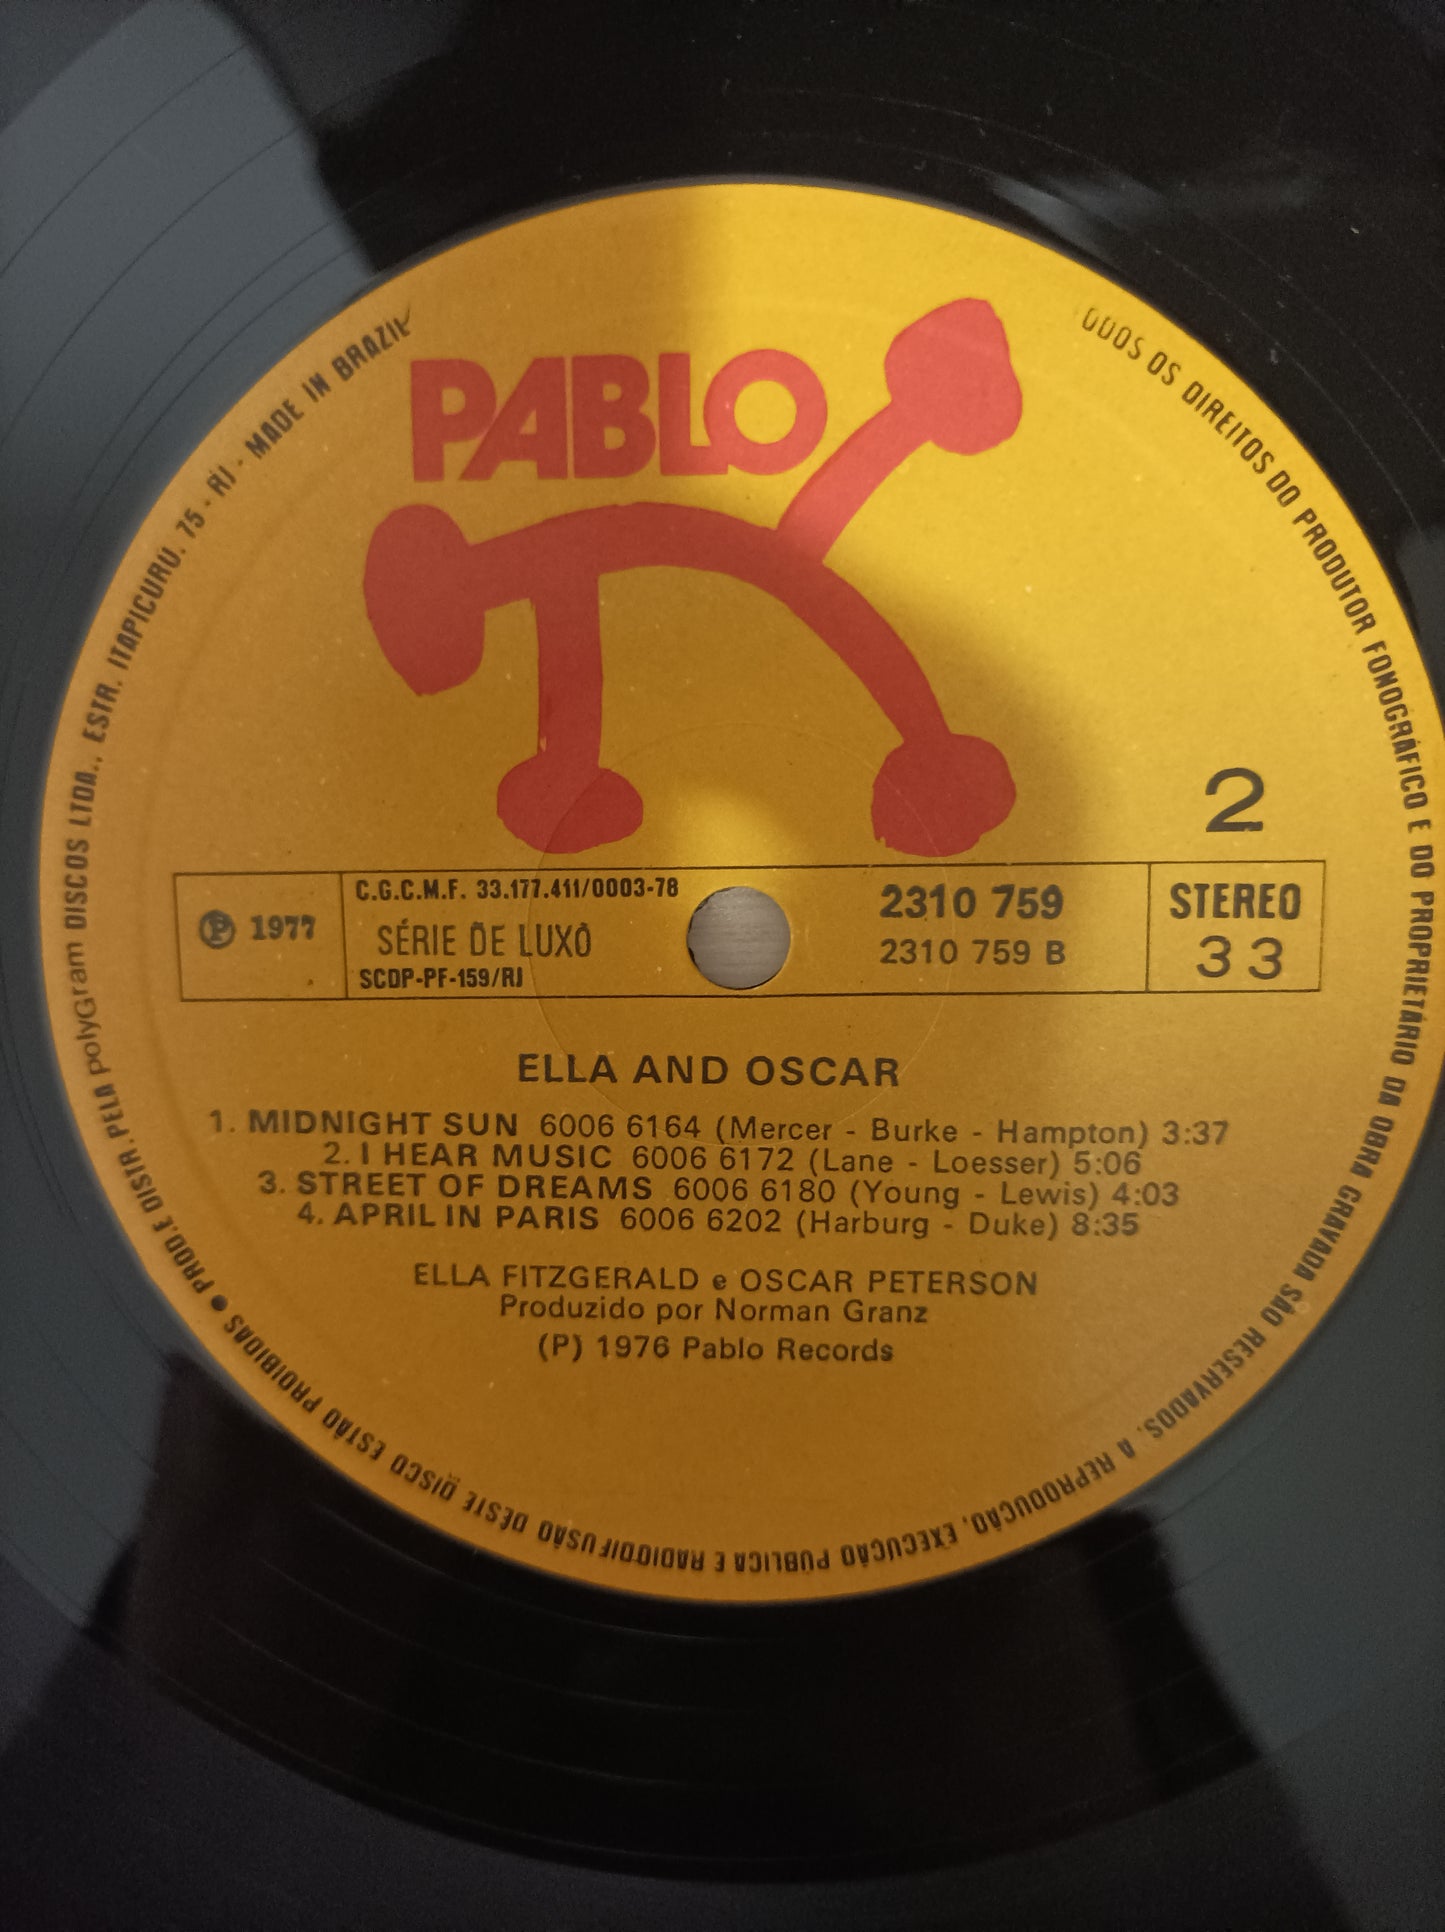 PABLO
2
Ⓟ 1977
C.G.C.M.F. 33.177.411/0003-78
SÉRIE DE LUXO
SCDP-PF-159/RJ
2310 759
2310 759 B
STEREO
33
ELLA AND OSCAR
1. MIDNIGHT SUN 6006 6164 (Mercer - Burke - Hampton) 3:37
2. I HEAR MUSIC 6006 6172 (Lane - Loesser) 5:06
3. STREET OF DREAMS 6006 6180 (Young - Lewis) 4:03
4. APRIL IN PARIS 6006 6202 (Harburg - Duke) 8:35
ELLA FITZGERALD e OSCAR PETERSON
Produzido por Norman Granz
(P) 1976 Pablo Records
ODOS OS DIREITOS DO PRODUTOR FONOGRÁFICO E DO PROPRIETÁRIO DA OBRA GRAVADA SÃO RESERVADOS. A REPRODUÇÃO, EXECUÇÃO PUBLICA E RADIODIFUSÃO DESTE DISCO ESTÃO PROIBIDAS ● PROD. E DISTR. PELA polyGram DISCOS LTDA., ESTR. ITAPICURU, 75 - RJ - MADE IN BRAZIL